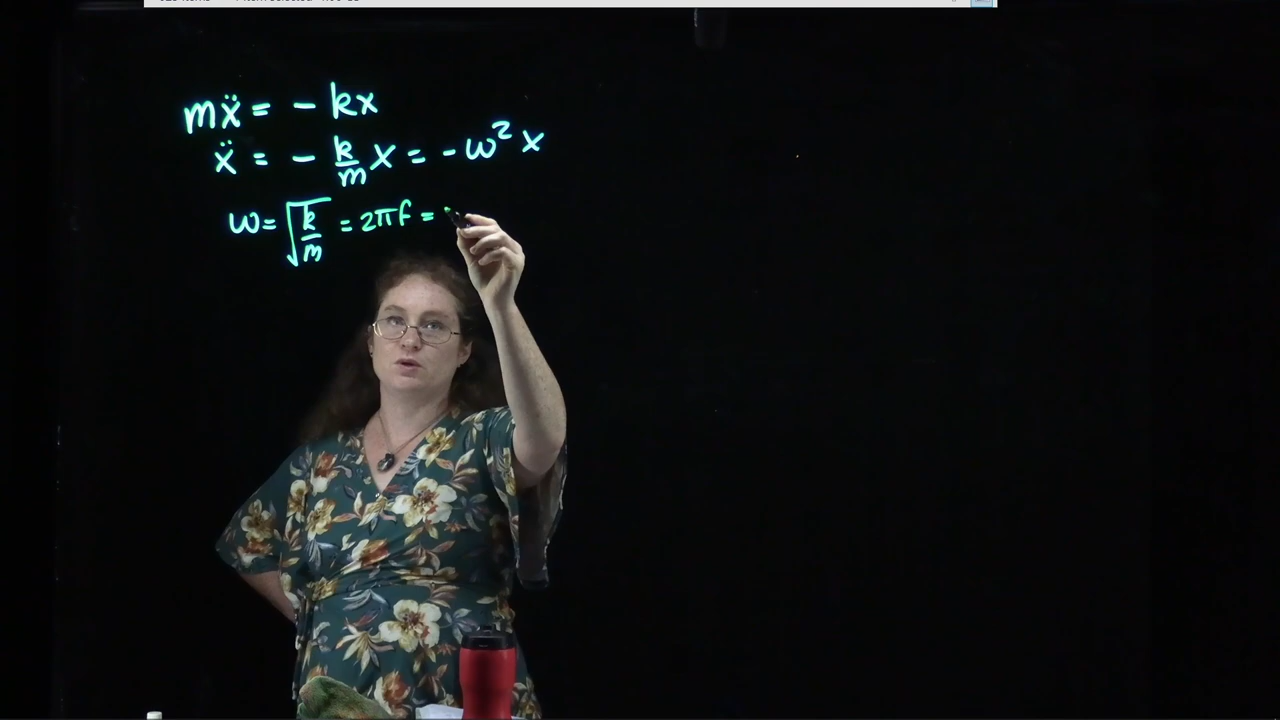 mẍ = - kx
ẍ = - k/m x = - ω² x
ω = √(k/m) = 2πf =